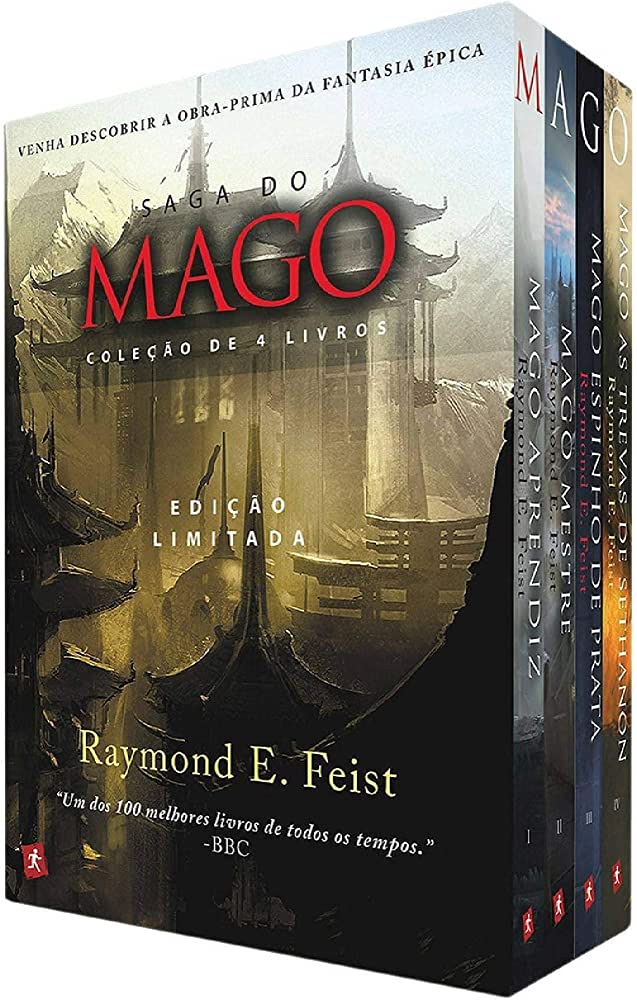 VENHA DESCOBRIR A OBRA-PRIMA DA FANTASIA ÉPICA
SAGA DO
MAGO
COLEÇÃO DE 4 LIVROS
EDIÇÃO
LIMITADA
Raymond E. Feist
“Um dos 100 melhores livros de todos os tempos.”
-BBC
M
MAGO APRENDIZ
Raymond E. Feist
I
A
MAGO MESTRE
Raymond E. Feist
II
G
MAGO ESPINHO DE PRATA
Raymond E. Feist
III
O
MAGO AS TREVAS DE SETHANON
Raymond E. Feist
IV